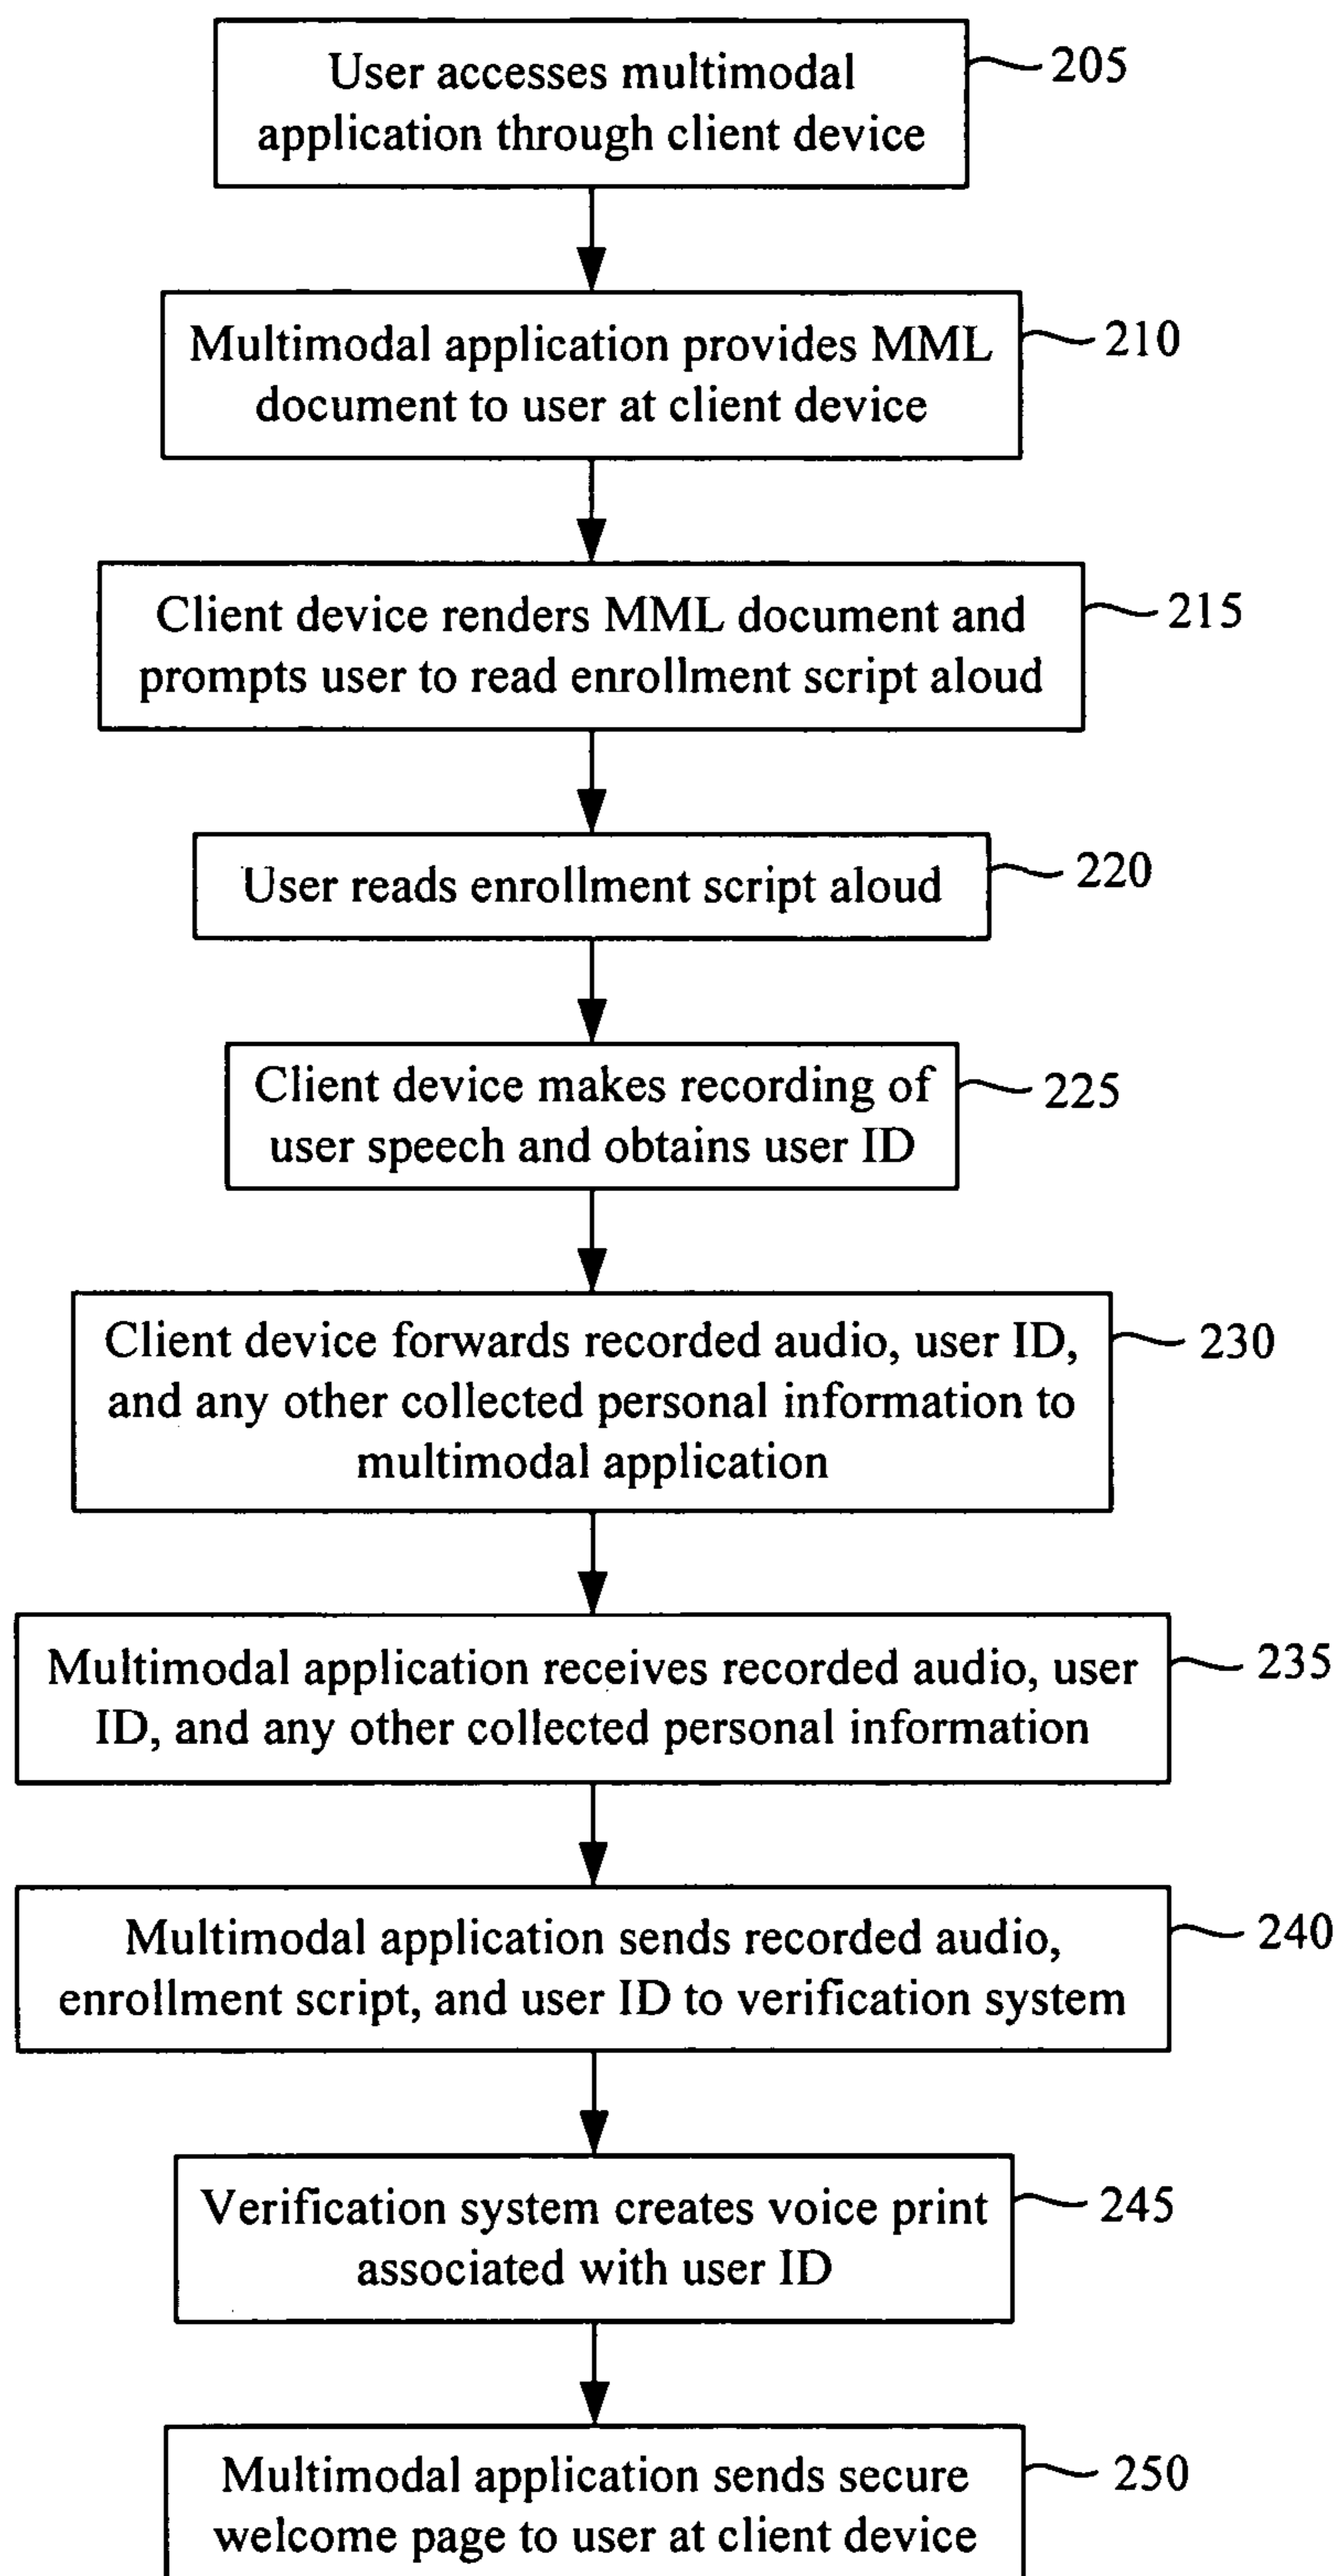 User accesses multimodal
application through client device
205
Multimodal application provides MML
document to user at client device
210
Client device renders MML document and
prompts user to read enrollment script aloud
215
User reads enrollment script aloud
220
Client device makes recording of
user speech and obtains user ID
225
Client device forwards recorded audio, user ID,
and any other collected personal information to
multimodal application
230
Multimodal application receives recorded audio, user
ID, and any other collected personal information
235
Multimodal application sends recorded audio,
enrollment script, and user ID to verification system
240
Verification system creates voice print
associated with user ID
245
Multimodal application sends secure
welcome page to user at client device
250